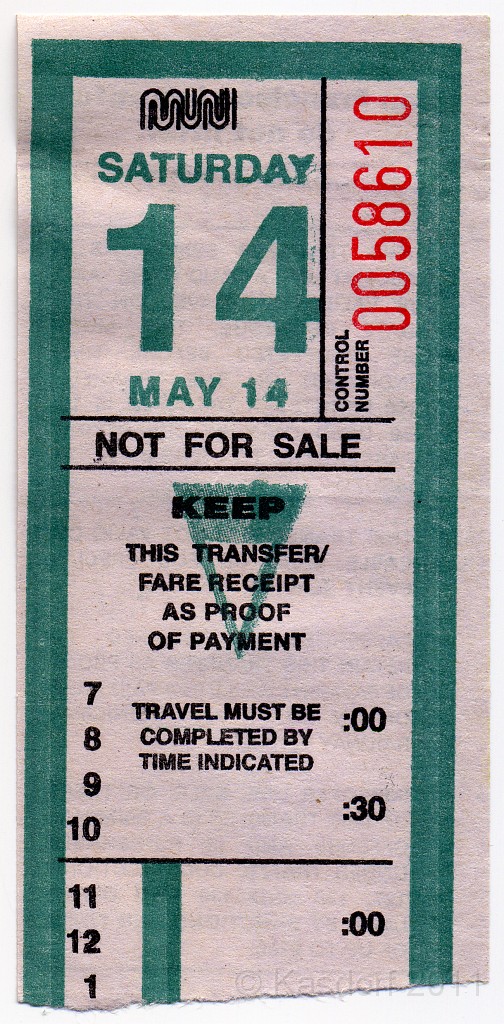 MUNI
SATURDAY
14
MAY 14
CONTROL
NUMBER
0058610
NOT FOR SALE
KEEP
THIS TRANSFER/
FARE RECEIPT
AS PROOF
OF PAYMENT
TRAVEL MUST BE
COMPLETED BY
TIME INDICATED
7
8
9
10
:00
:30
11
12
1
:00
© Kasdorf 2011